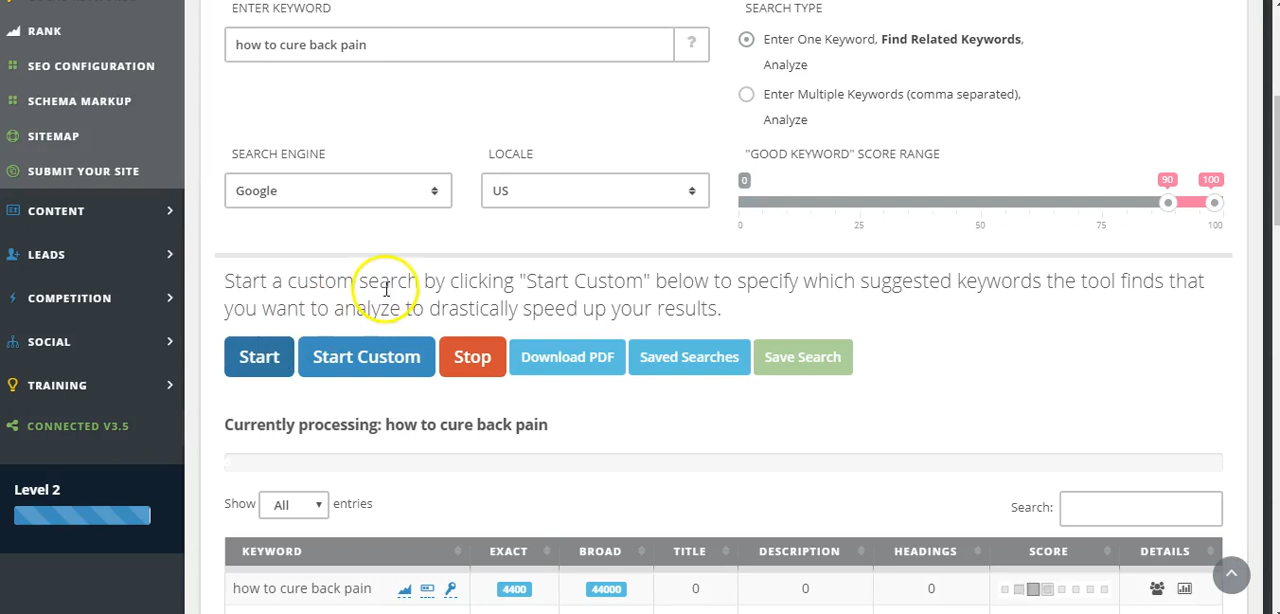 RANK
SEO CONFIGURATION
SCHEMA MARKUP
SITEMAP
SUBMIT YOUR SITE
CONTENT
LEADS
COMPETITION
SOCIAL
TRAINING
CONNECTED V3.5
Level 2
ENTER KEYWORD
how to cure back pain
?
SEARCH TYPE
Enter One Keyword, Find Related Keywords,
Analyze
Enter Multiple Keywords (comma separated),
Analyze
SEARCH ENGINE
Google
LOCALE
US
"GOOD KEYWORD" SCORE RANGE
0 90 100
0 25 50 75 100
Start a custom search by clicking "Start Custom" below to specify which suggested keywords the tool finds that
you want to analyze to drastically speed up your results.
Start Start Custom Stop Download PDF Saved Searches Save Search
Currently processing: how to cure back pain
0
Show All entries
Search:
KEYWORD EXACT BROAD TITLE DESCRIPTION HEADINGS SCORE DETAILS
how to cure back pain 4400 44000 0 0 0